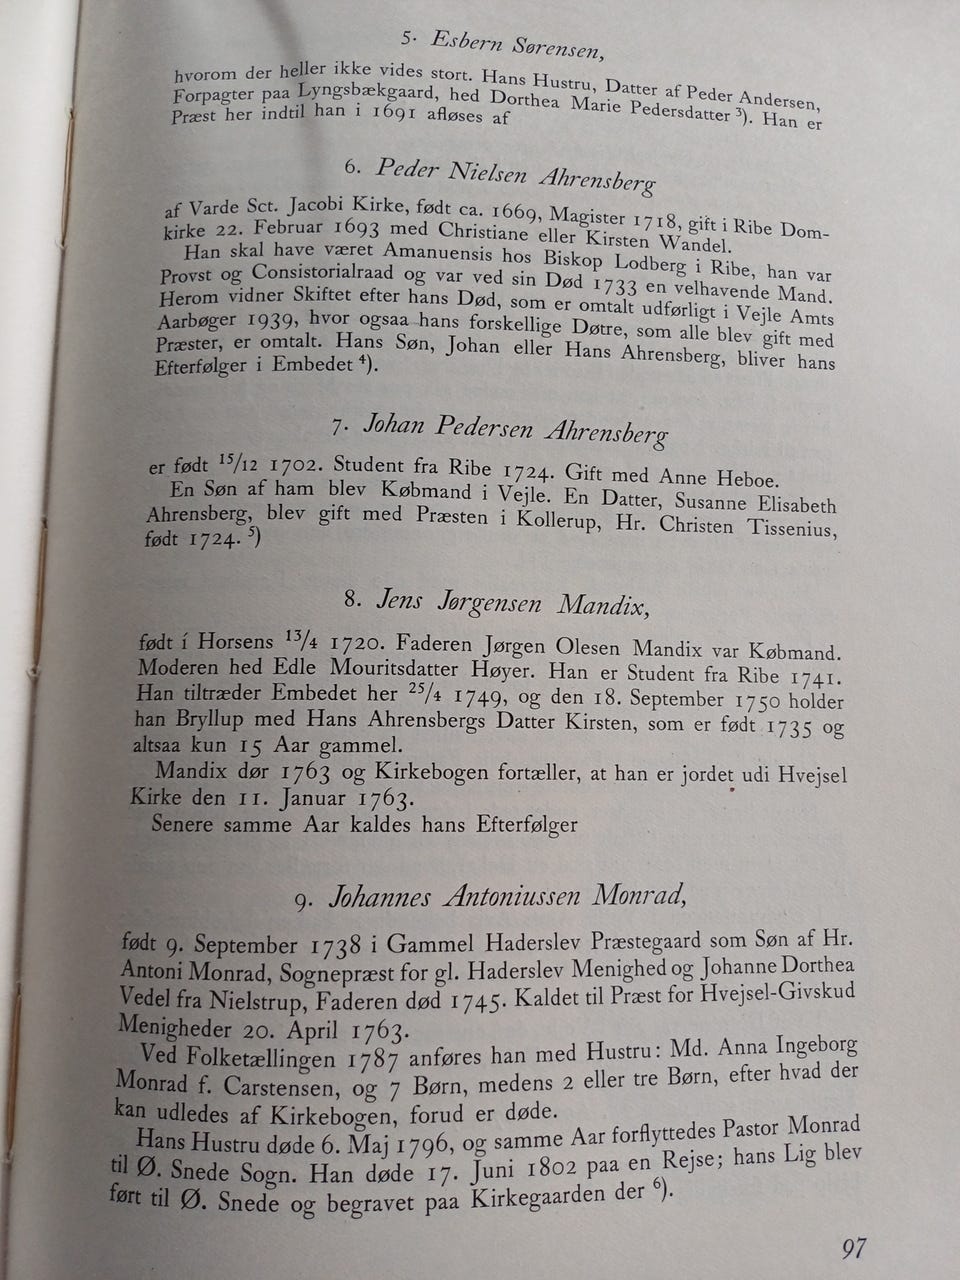 5. Esbern Sørensen,
hvorom der heller ikke vides stort. Hans Hustru, Datter af Peder Andersen,
Forpagter paa Lyngsbækgaard, hed Dorthea Marie Pedersdatter ³). Han er
Præst her indtil han i 1691 afløses af
6. Peder Nielsen Ahrensberg
af Varde Sct. Jacobi Kirke, født ca. 1669, Magister 1718, gift i Ribe Dom-
kirke 22. Februar 1693 med Christiane eller Kirsten Wandel.
Han skal have været Amanuensis hos Biskop Lodberg i Ribe, han var
Provst og Consistorialraad og var ved sin Død 1733 en velhavende Mand.
Herom vidner Skiftet efter hans Død, som er omtalt udførligt i Vejle Amts
Aarbøger 1939, hvor ogsaa hans forskellige Døtre, som alle blev gift med
Præster, er omtalt. Hans Søn, Johan eller Hans Ahrensberg, bliver hans
Efterfølger i Embedet ⁴).
7. Johan Pedersen Ahrensberg
er født ¹⁵/12 1702. Student fra Ribe 1724. Gift med Anne Heboe.
En Søn af ham blev Købmand i Vejle. En Datter, Susanne Elisabeth
Ahrensberg, blev gift med Præsten i Kollerup, Hr. Christen Tissenius,
født 1724. ⁵)
8. Jens Jørgensen Mandix,
født í Horsens ¹³/4 1720. Faderen Jørgen Olesen Mandix var Købmand.
Moderen hed Edle Mouritsdatter Høyer. Han er Student fra Ribe 1741.
Han tiltræder Embedet her ²⁵/4 1749, og den 18. September 1750 holder
han Bryllup med Hans Ahrensbergs Datter Kirsten, som er født 1735 og
altsaa kun 15 Aar gammel.
Mandix dør 1763 og Kirkebogen fortæller, at han er jordet udi Hvejsel
Kirke den 11. Januar 1763.
Senere samme Aar kaldes hans Efterfølger
9. Johannes Antoniussen Monrad,
født 9. September 1738 i Gammel Haderslev Præstegaard som Søn af Hr.
Antoni Monrad, Sognepræst for gl. Haderslev Menighed og Johanne Dorthea
Vedel fra Nielstrup, Faderen død 1745. Kaldet til Præst for Hvejsel-Givskud
Menigheder 20. April 1763.
Ved Folketællingen 1787 anføres han med Hustru: Md. Anna Ingeborg
Monrad f. Carstensen, og 7 Børn, medens 2 eller tre Børn, efter hvad der
kan udledes af Kirkebogen, forud er døde.
Hans Hustru døde 6. Maj 1796, og samme Aar forflyttedes Pastor Monrad
til Ø. Snede Sogn. Han døde 17. Juni 1802 paa en Rejse; hans Lig blev
ført til Ø. Snede og begravet paa Kirkegaarden der ⁶).
97